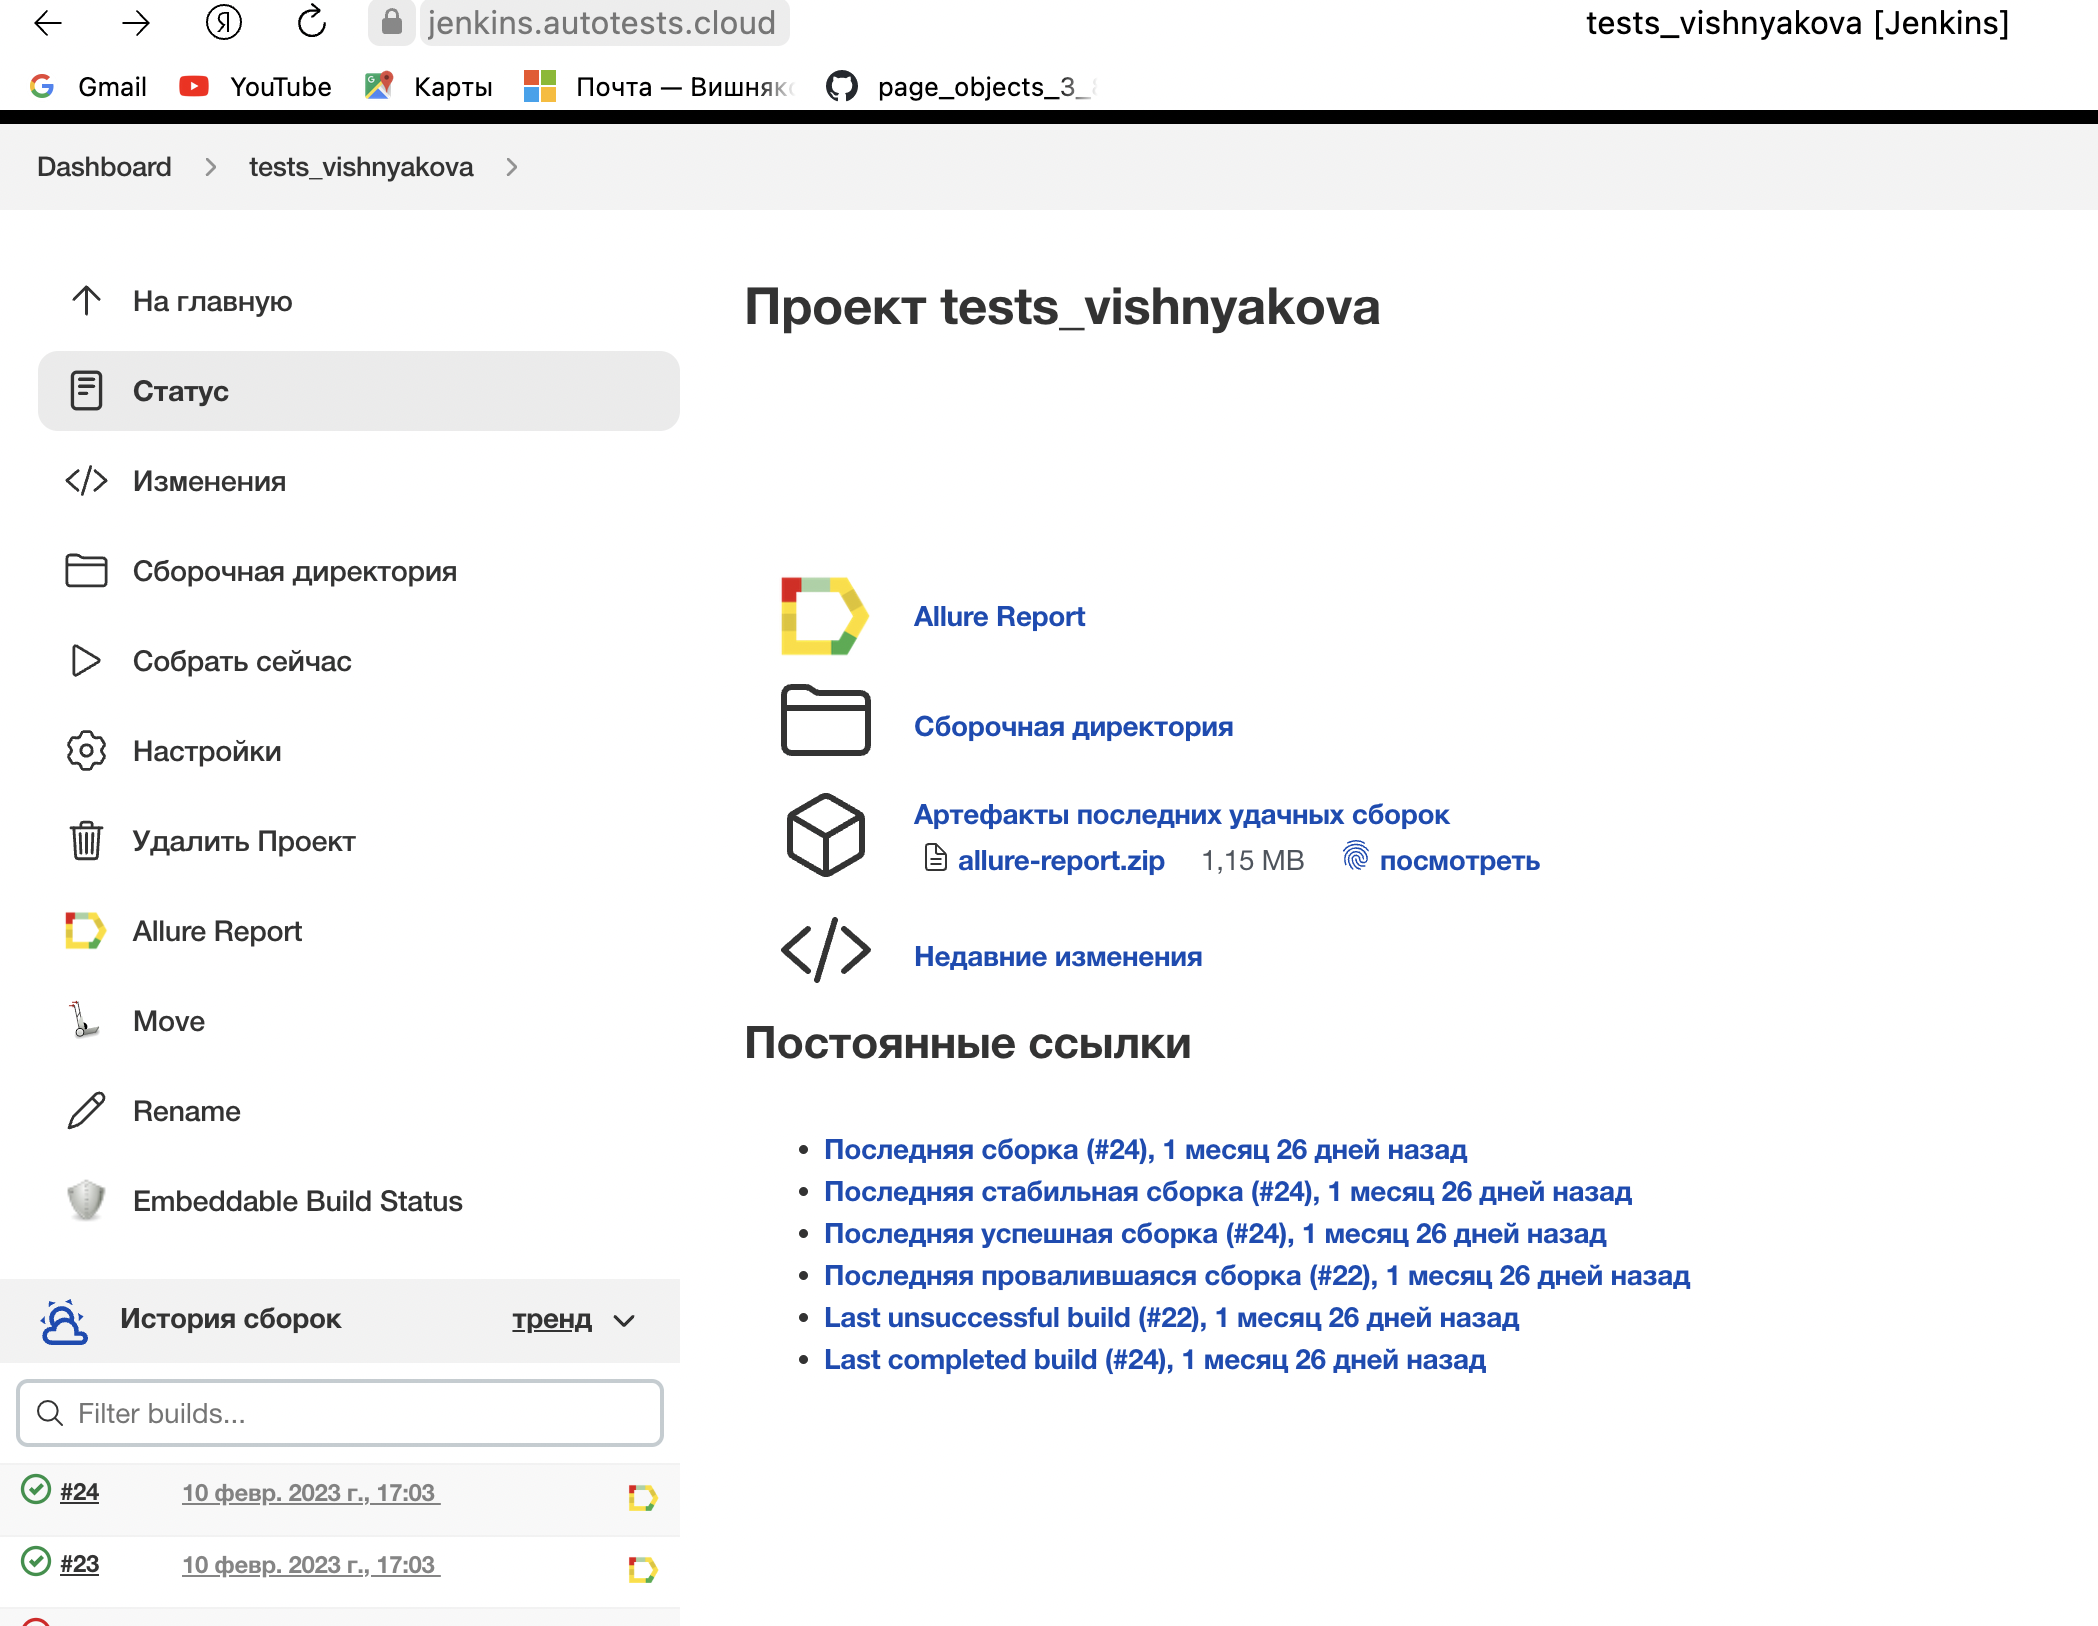 jenkins.autotests.cloud
tests_vishnyakova [Jenkins]
Gmail
YouTube
Карты
Почта — Вишняк
page_objects_3_
Dashboard
tests_vishnyakova
На главную
Статус
Изменения
Сборочная директория
Собрать сейчас
Настройки
Удалить Проект
Allure Report
Move
Rename
Embeddable Build Status
История сборок
тренд
Filter builds...
#24
10 февр. 2023 г., 17:03
#23
10 февр. 2023 г., 17:03
Проект tests_vishnyakova
Allure Report
Сборочная директория
Артефакты последних удачных сборок
allure-report.zip 1,15 MB посмотреть
Недавние изменения
Постоянные ссылки
Последняя сборка (#24), 1 месяц 26 дней назад
Последняя стабильная сборка (#24), 1 месяц 26 дней назад
Последняя успешная сборка (#24), 1 месяц 26 дней назад
Последняя провалившаяся сборка (#22), 1 месяц 26 дней назад
Last unsuccessful build (#22), 1 месяц 26 дней назад
Last completed build (#24), 1 месяц 26 дней назад